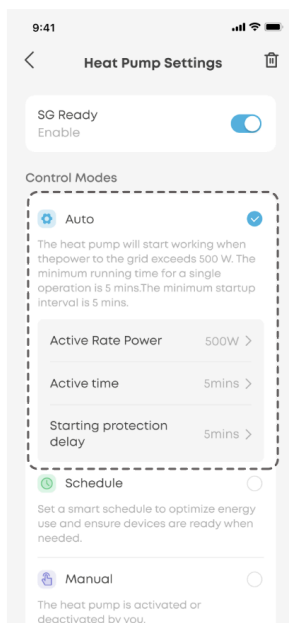 9:41
Heat Pump Settings
SG Ready
Enable
Control Modes
Auto
The heat pump will start working when
thepower to the grid exceeds 500 W. The
minimum running time for a single
operation is 5 mins.The minimum startup
interval is 5 mins.
Active Rate Power 500W >
Active time 5mins >
Starting protection
delay 5mins >
Schedule
Set a smart schedule to optimize energy
use and ensure devices are ready when
needed.
Manual
The heat pump is activated or
deactivated by you.